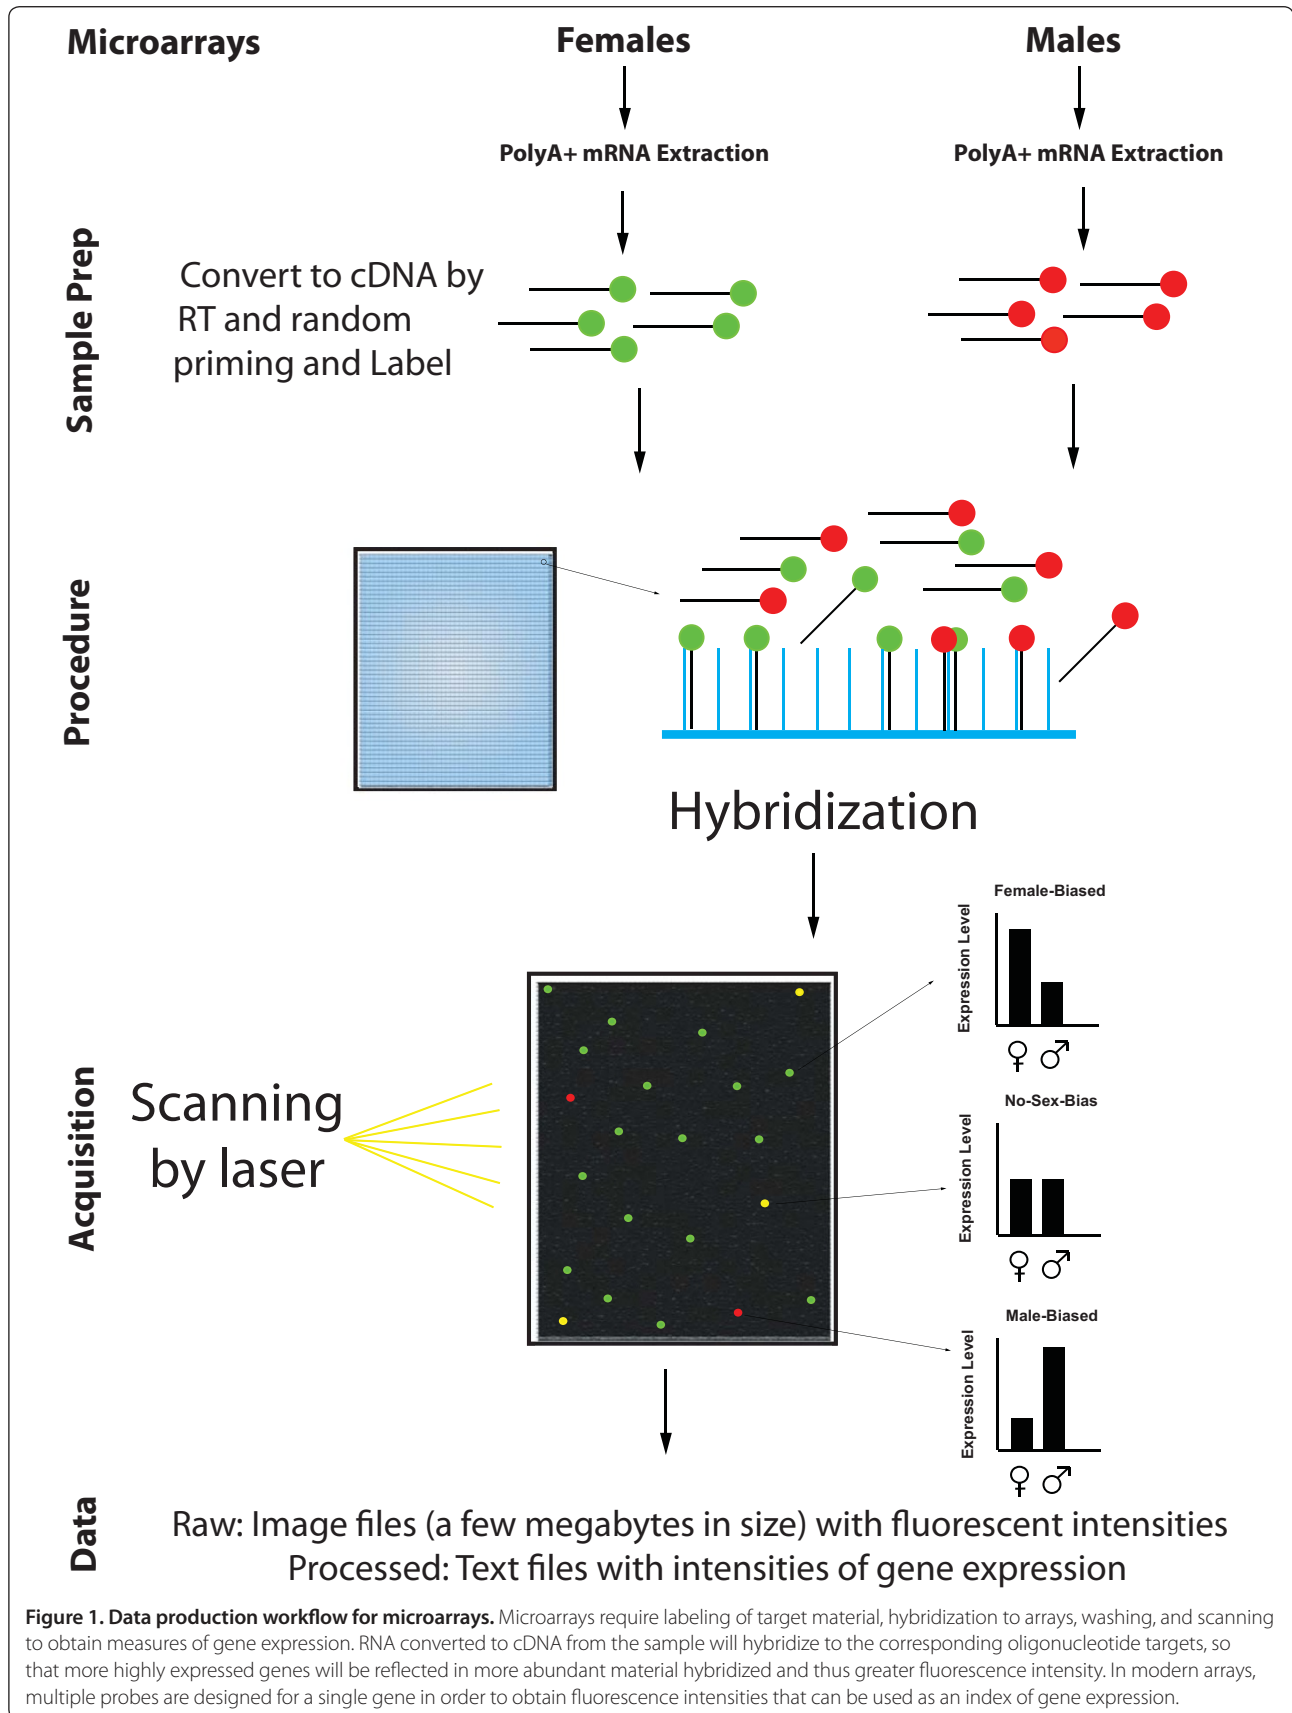 Microarrays
Females
Males
PolyA+ mRNA Extraction
PolyA+ mRNA Extraction
Sample Prep
Convert to cDNA by
RT and random
priming and Label
Procedure
Hybridization
Acquisition
Scanning
by laser
Female-Biased
Expression Level
♀ ♂
No-Sex-Bias
Expression Level
♀ ♂
Male-Biased
Expression Level
♀ ♂
Data
Raw: Image files (a few megabytes in size) with fluorescent intensities
Processed: Text files with intensities of gene expression
Figure 1. Data production workflow for microarrays. Microarrays require labeling of target material, hybridization to arrays, washing, and scanning
to obtain measures of gene expression. RNA converted to cDNA from the sample will hybridize to the corresponding oligonucleotide targets, so
that more highly expressed genes will be reflected in more abundant material hybridized and thus greater fluorescence intensity. In modern arrays,
multiple probes are designed for a single gene in order to obtain fluorescence intensities that can be used as an index of gene expression.